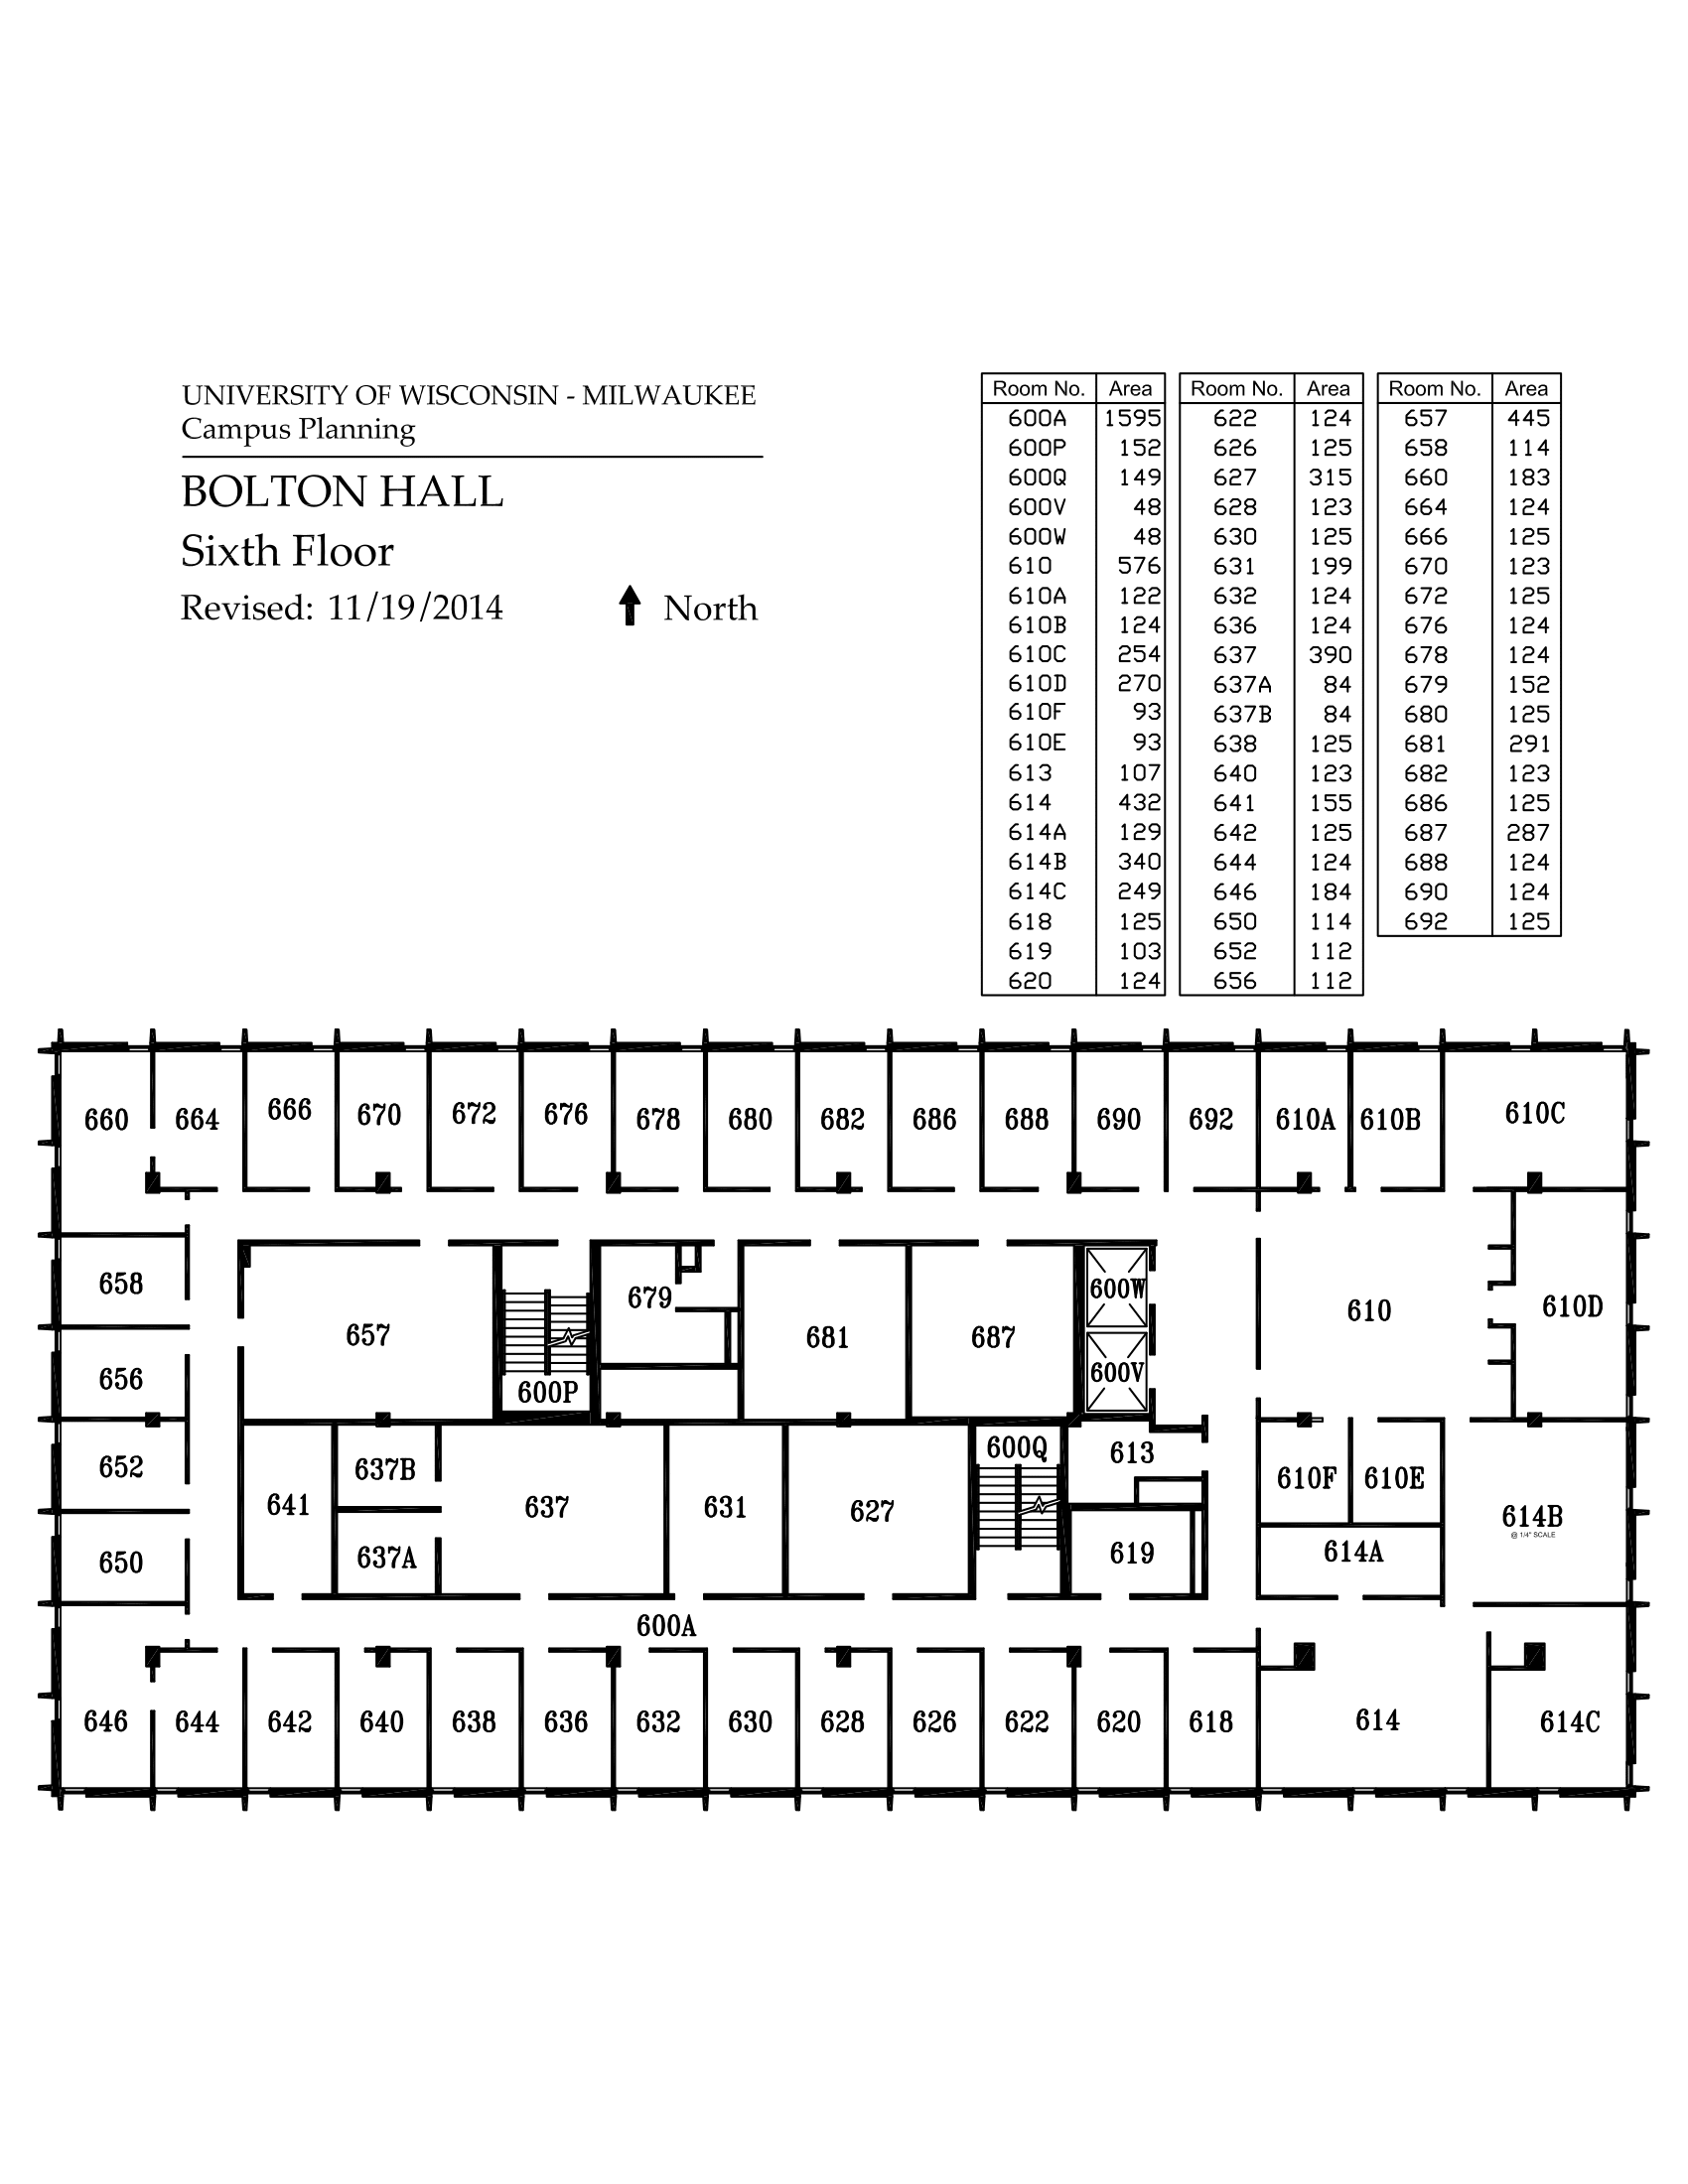 UNIVERSITY OF WISCONSIN - MILWAUKEE
Campus Planning
BOLTON HALL
Sixth Floor
Revised: 11/19/2014 North
Room No. Area
600A 1595
600P 152
600Q 149
600V 48
600W 48
610 576
610A 122
610B 124
610C 254
610D 270
610F 93
610E 93
613 107
614 432
614A 129
614B 340
614C 249
618 125
619 103
620 124
Room No. Area
622 124
626 125
627 315
628 123
630 125
631 199
632 124
636 124
637 390
637A 84
637B 84
638 125
640 123
641 155
642 125
644 124
646 184
650 114
652 112
656 112
Room No. Area
657 445
658 114
660 183
664 124
666 125
670 123
672 125
676 124
678 124
679 152
680 125
681 291
682 123
686 125
687 287
688 124
690 124
692 125
660 664 666 670 672 676 678 680 682 686 688 690 692 610A 610B 610C
658 679 600W 610 610D
657 681 687
656 600P 600V
652 637B 600Q 613 610F 610E
641 637 631 627 614B
@ 1/4" SCALE
650 637A 619 614A
600A
646 644 642 640 638 636 632 630 628 626 622 620 618 614 614C